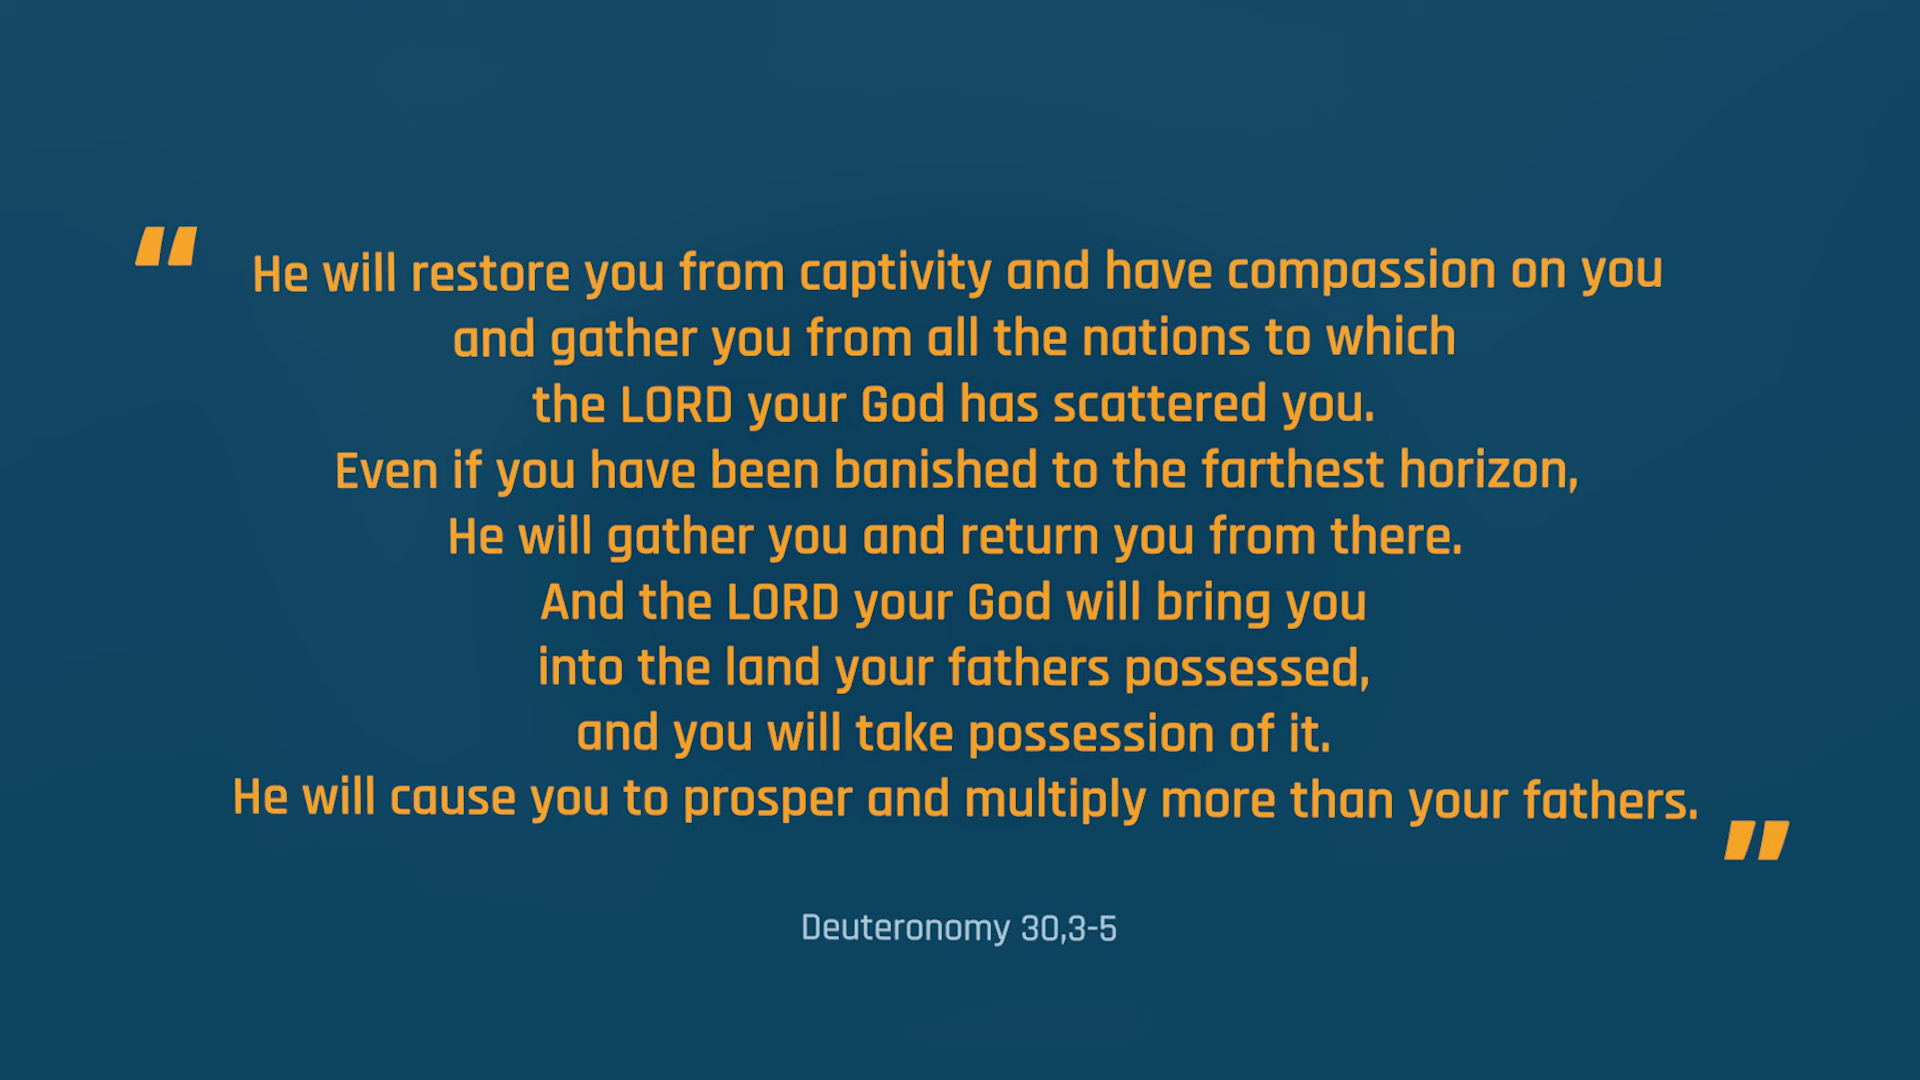 “ He will restore you from captivity and have compassion on you
and gather you from all the nations to which
the LORD your God has scattered you.
Even if you have been banished to the farthest horizon,
He will gather you and return you from there.
And the LORD your God will bring you
into the land your fathers possessed,
and you will take possession of it.
He will cause you to prosper and multiply more than your fathers. ”
Deuteronomy 30,3-5